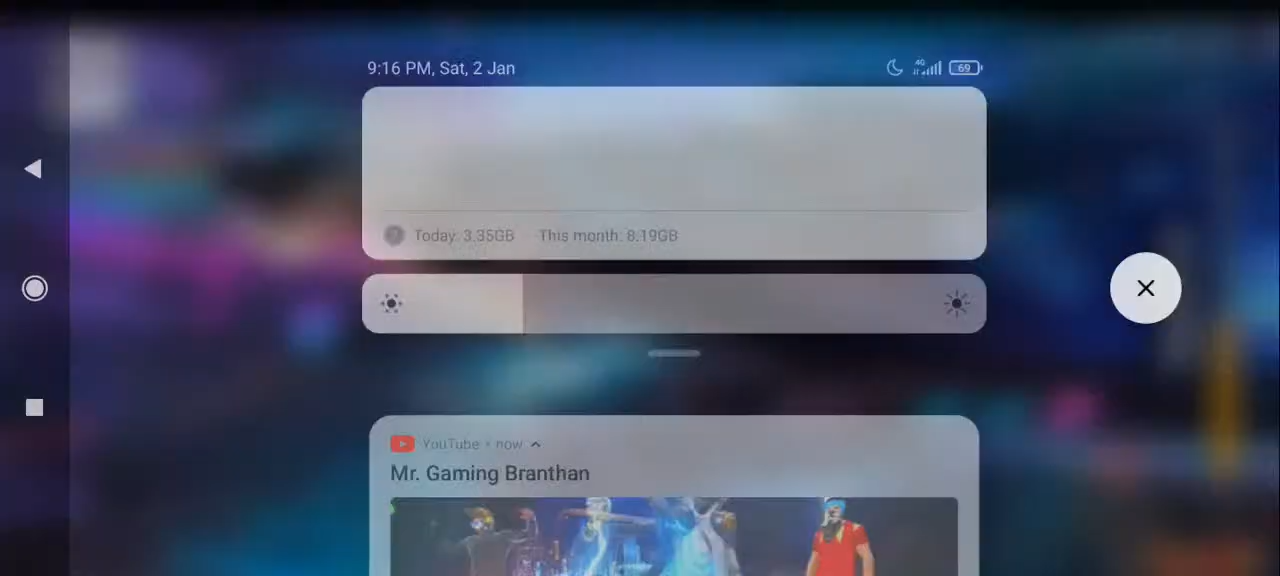 9:16 PM, Sat, 2 Jan
4G
69
Today: 3.35GB This month: 8.19GB
YouTube • now
Mr. Gaming Branthan